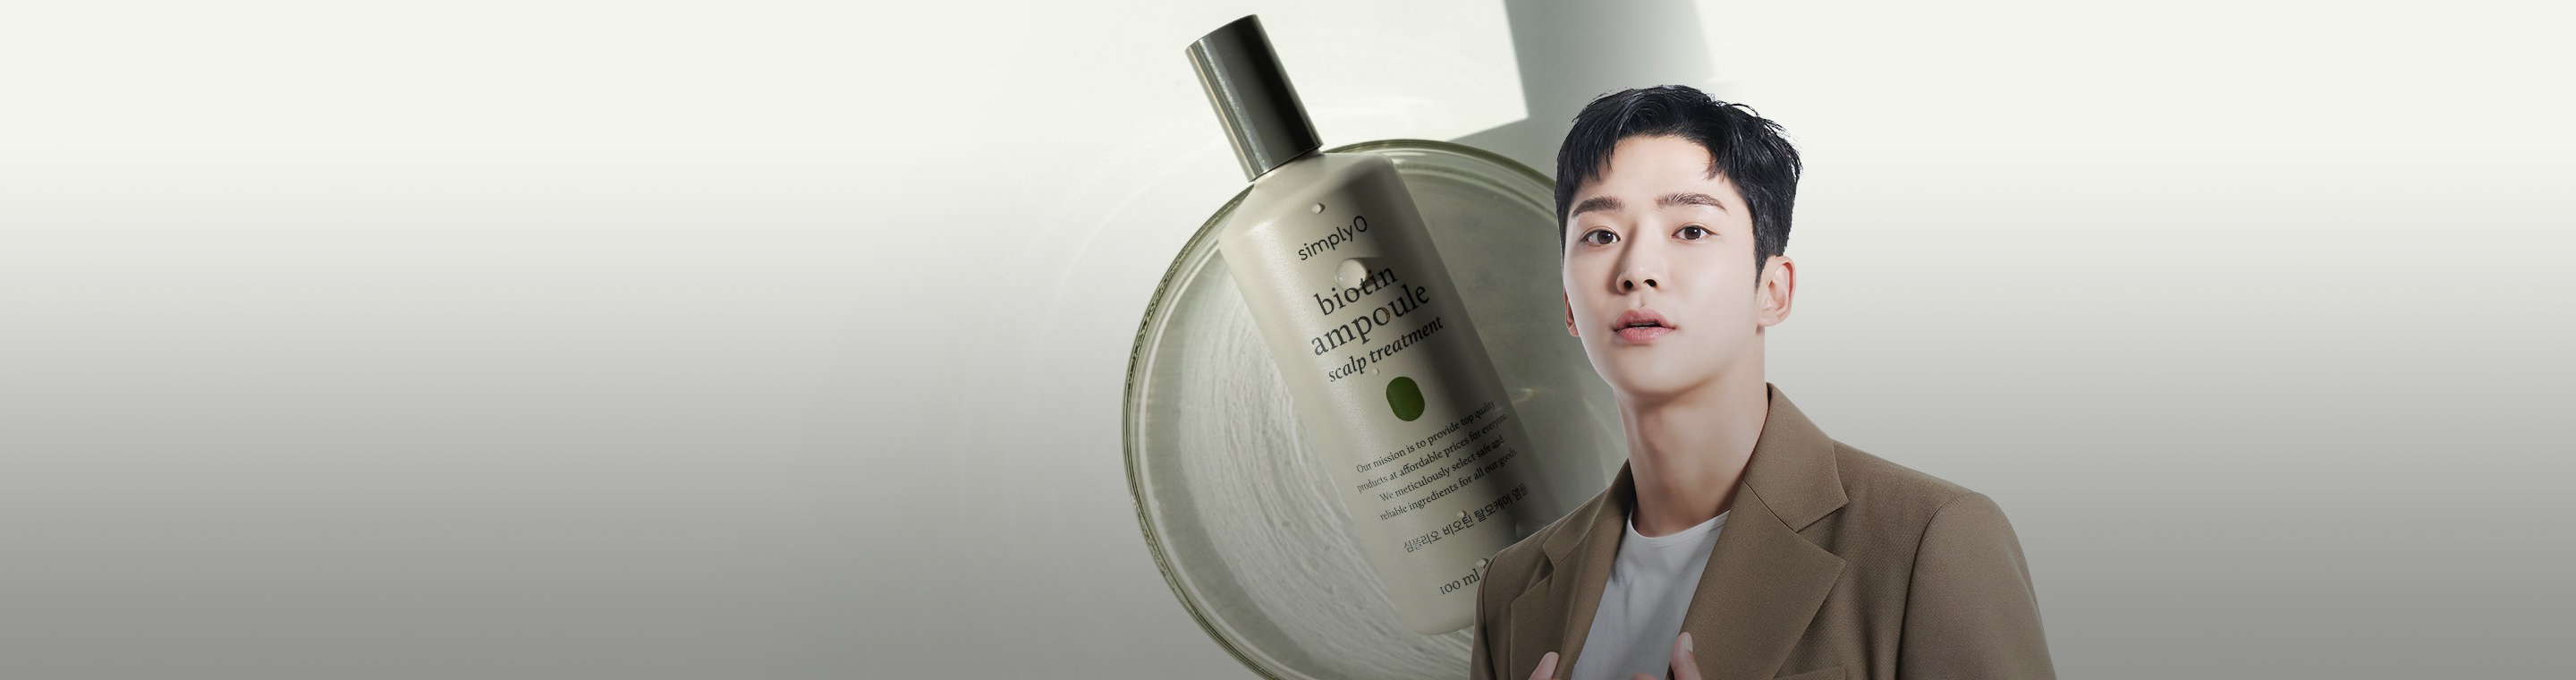 simplyO
biotin
ampoule
scalp treatment
Our mission is to provide top quality
products at affordable prices for everyone.
We meticulously select safe and
reliable ingredients for all our goods.
심플리오 비오틴 탈모케어 앰플
100 ml